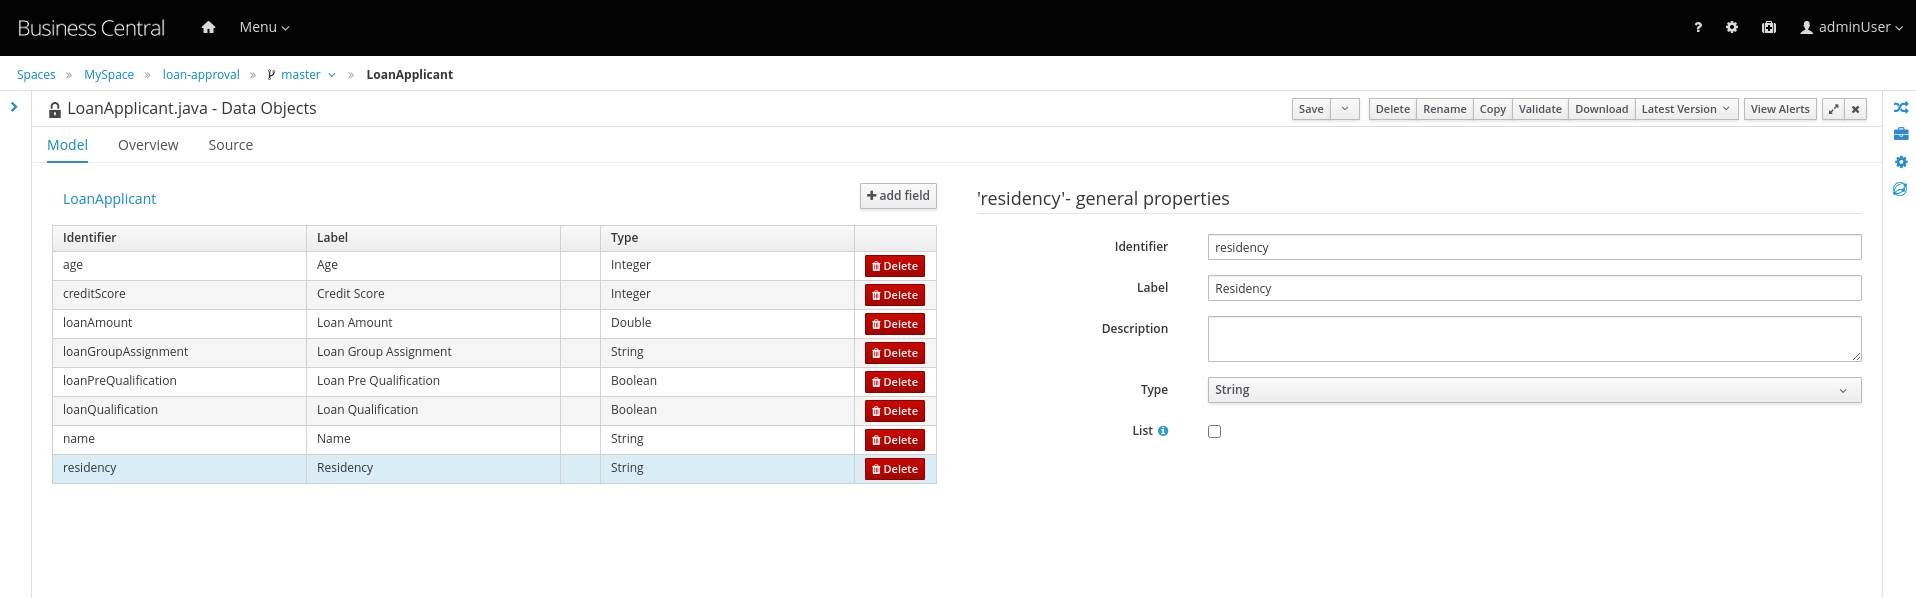 Business Central Menu ? adminUser
Spaces » MySpace » loan-approval » master » LoanApplicant
LoanApplicant.java - Data Objects Save Delete Rename Copy Validate Download Latest Version View Alerts
Model Overview Source
LoanApplicant + add field
Identifier Label Type
age Age Integer Delete
creditScore Credit Score Integer Delete
loanAmount Loan Amount Double Delete
loanGroupAssignment Loan Group Assignment String Delete
loanPreQualification Loan Pre Qualification Boolean Delete
loanQualification Loan Qualification Boolean Delete
name Name String Delete
residency Residency String Delete
'residency'- general properties
Identifier residency
Label Residency
Description
Type String
List